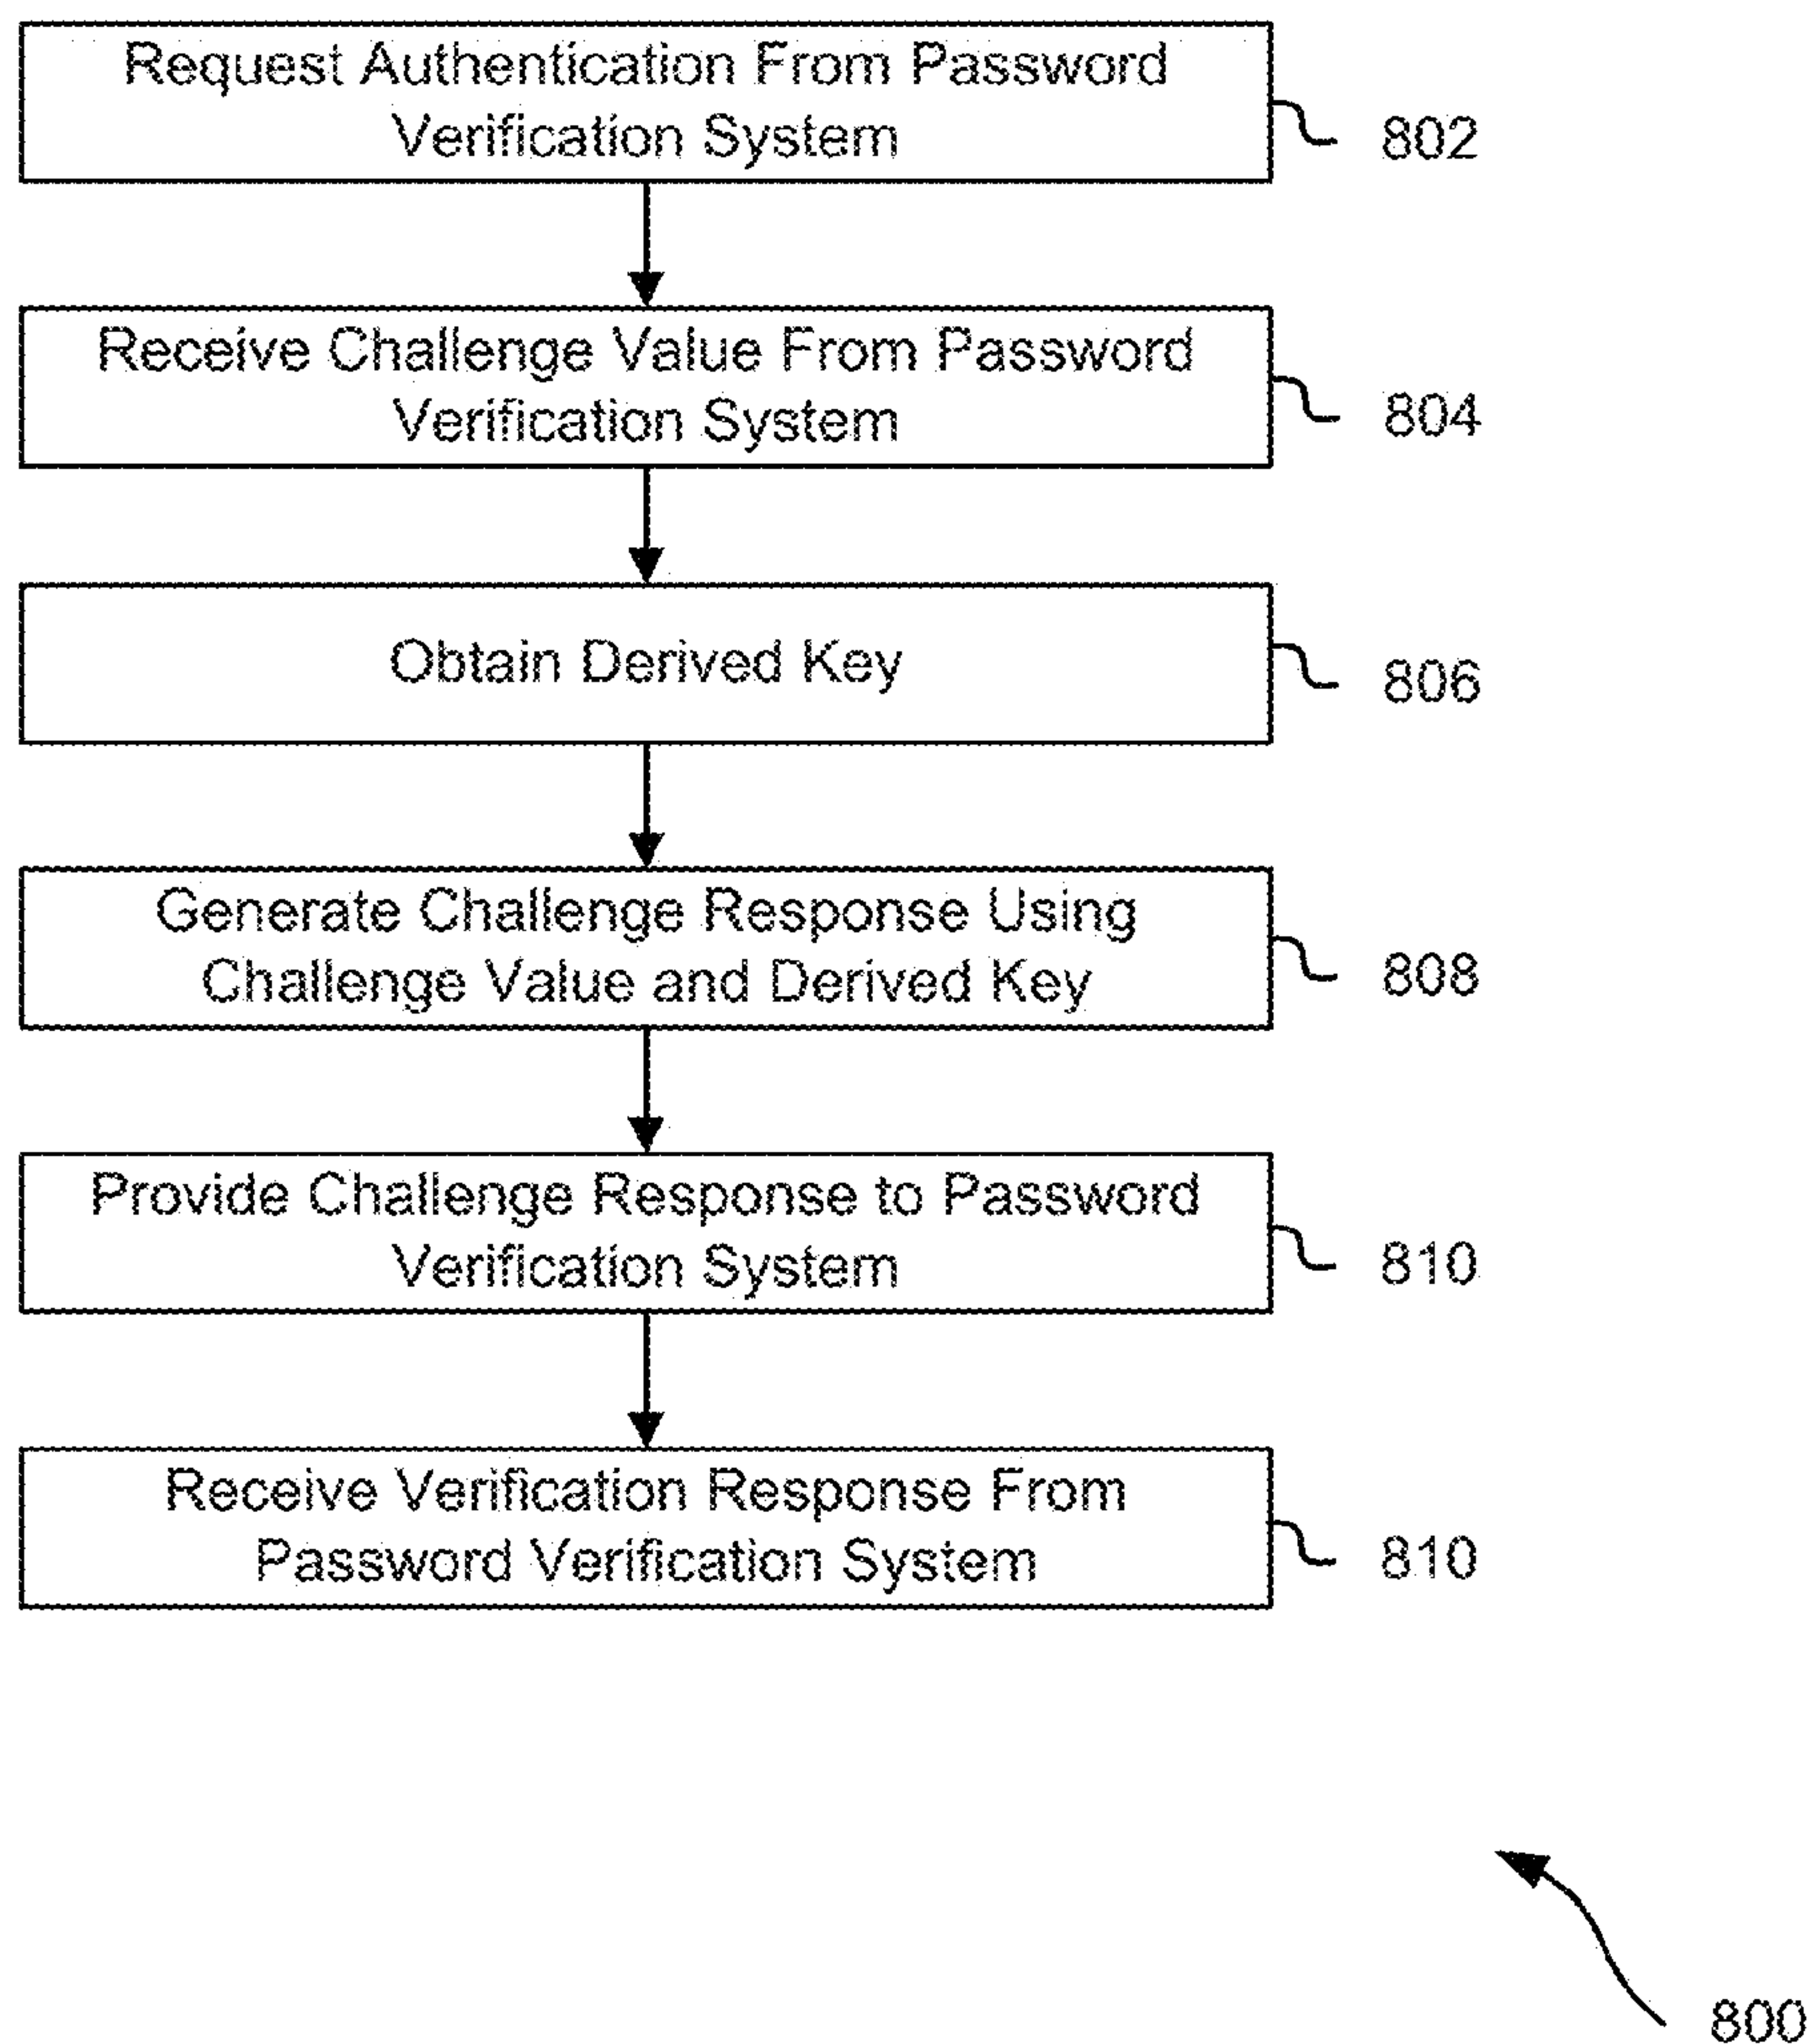 Request Authentication From Password
Verification System
802
Receive Challenge Value From Password
Verification System
804
Obtain Derived Key
806
Generate Challenge Response Using
Challenge Value and Derived Key
808
Provide Challenge Response to Password
Verification System
810
Receive Verification Response From
Password Verification System
810
800